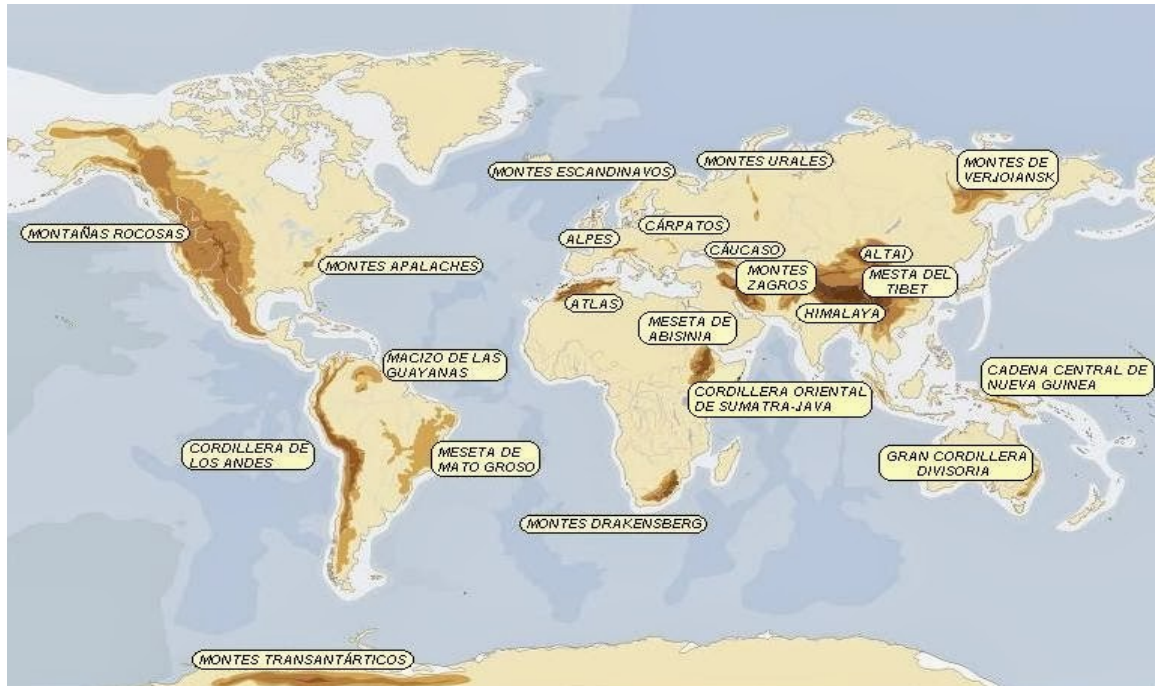 MONTES URALES
MONTES DE
VERJOIANSK
MONTES ESCANDINAVOS
CÁRPATOS
MONTAÑAS ROCOSAS
ALPES
CÁUCASO
ALTAI
MONTES APALACHES
MONTES
ZAGROS
MESTA DEL
TIBET
ATLAS
HIMALAYA
MESETA DE
ABISINIA
MACIZO DE LAS
GUAYANAS
CADENA CENTRAL DE
NUEVA GUINEA
CORDILLERA ORIENTAL
DE SUMATRA-JAVA
CORDILLERA DE
LOS ANDES
MESETA DE
MATO GROSO
GRAN CORDILLERA
DIVISORIA
MONTES DRAKENSBERG
MONTES TRANSANTÁRTICOS